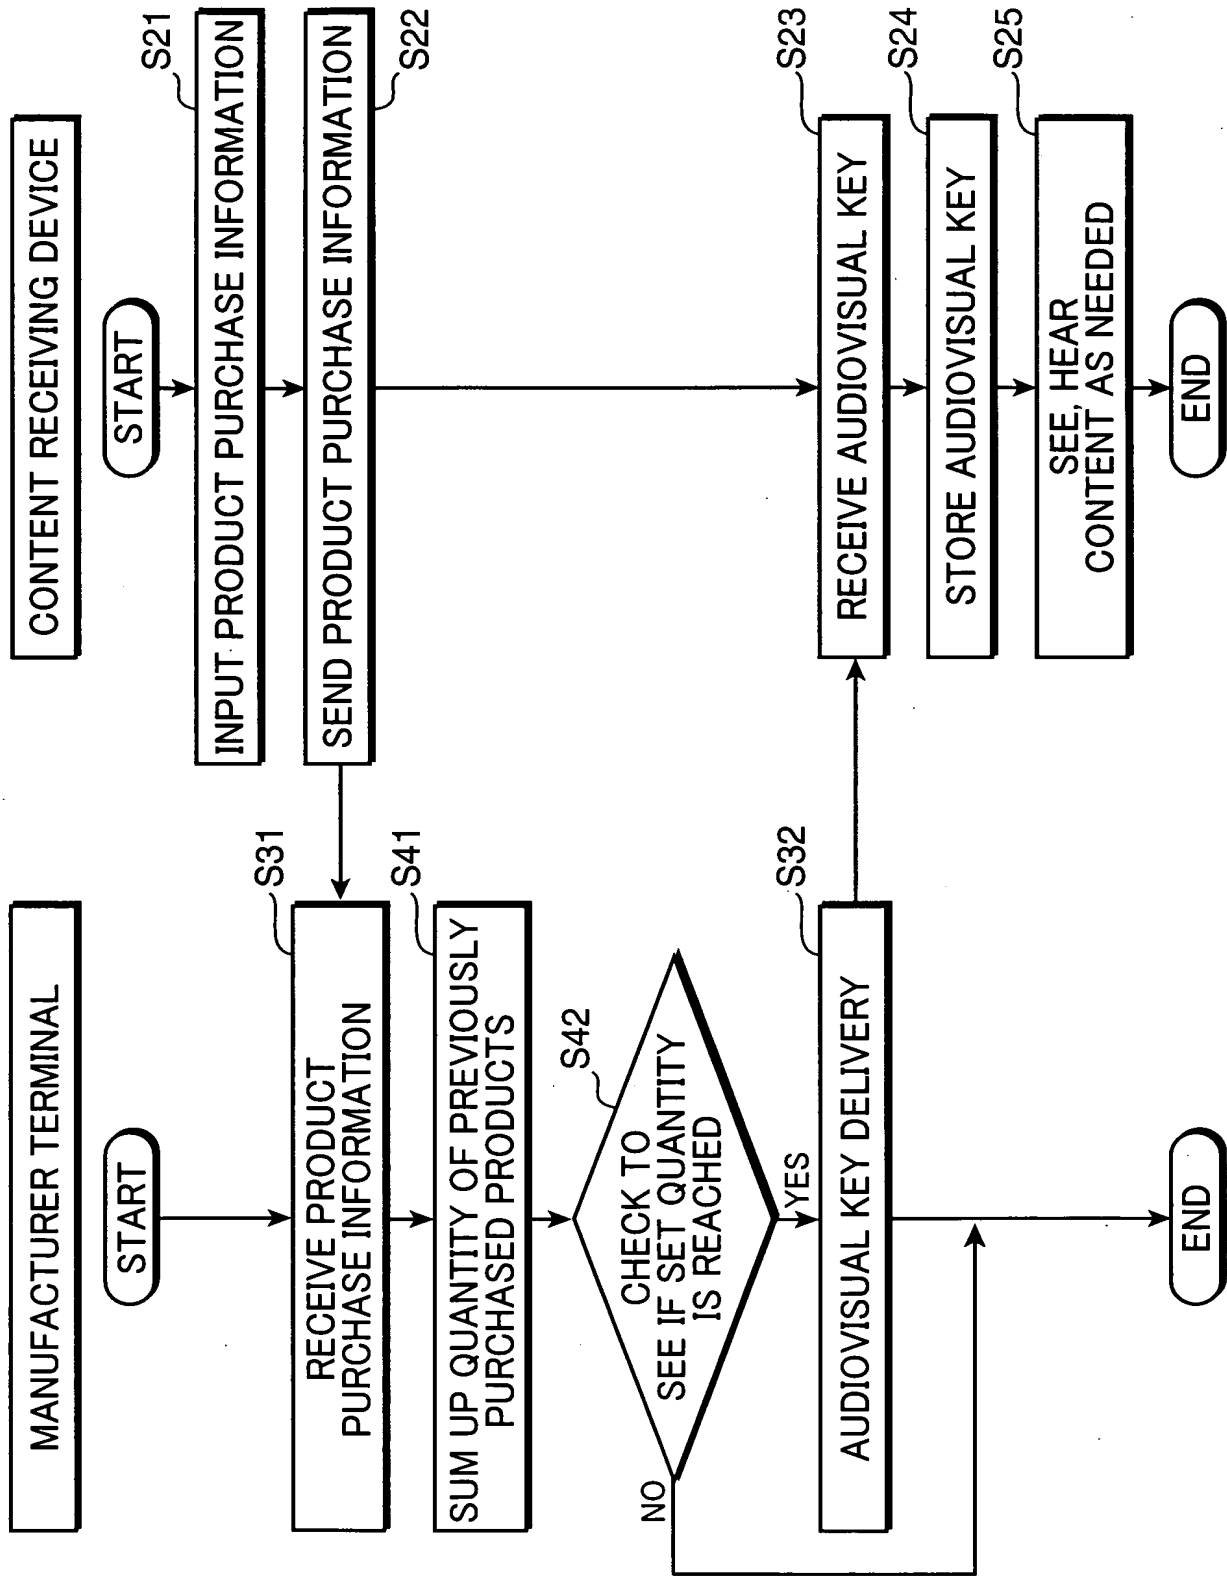 MANUFACTURER TERMINAL
START
S31
RECEIVE PRODUCT
PURCHASE INFORMATION
S41
SUM UP QUANTITY OF PREVIOUSLY
PURCHASED PRODUCTS
S42
CHECK TO
SEE IF SET QUANTITY
IS REACHED
NO
YES
S32
AUDIOVISUAL KEY DELIVERY
END
CONTENT RECEIVING DEVICE
START
S21
INPUT PRODUCT PURCHASE INFORMATION
S22
SEND PRODUCT PURCHASE INFORMATION
S23
RECEIVE AUDIOVISUAL KEY
S24
STORE AUDIOVISUAL KEY
S25
SEE, HEAR
CONTENT AS NEEDED
END